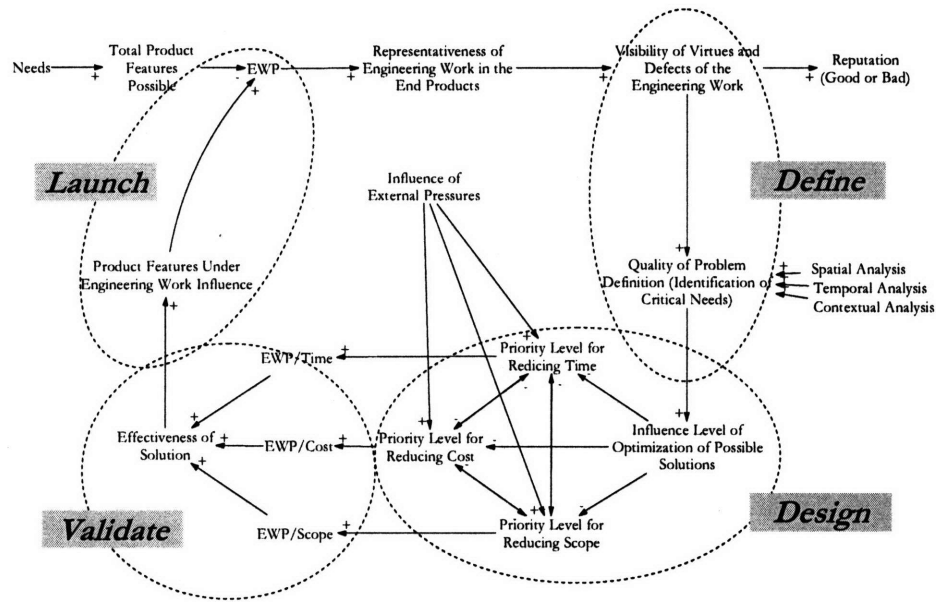 Needs
Total Product
Features
Possible
EWP
Representativeness of
Engineering Work in the
End Products
Visibility of Virtues and
Defects of the
Engineering Work
Reputation
(Good or Bad)
+
-
+
+
+
+
Launch
Define
Influence of
External Pressures
Product Features Under
Engineering Work Influence
+
+
Quality of Problem
Definition (Identification of
Critical Needs)
+
+
+
Spatial Analysis
Temporal Analysis
Contextual Analysis
EWP/Time
+
+
Priority Level for
Redicing Time
-
-
-
Effectiveness of
Solution
+
+
+
EWP/Cost
+
+
-
Priority Level for
Reducing Cost
-
-
+
Influence Level of
Optimization of Possible
Solutions
EWP/Scope
+
+
-
Priority Level for
Reducing Scope
Validate
Design